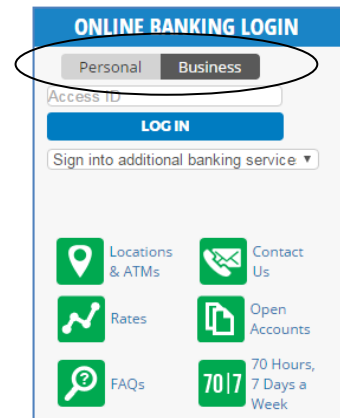 ONLINE BANKING LOGIN
Personal Business
Access ID
LOG IN
Sign into additional banking service
Locations
& ATMs
Contact
Us
Rates
Open
Accounts
FAQs
70|7
70 Hours,
7 Days a
Week